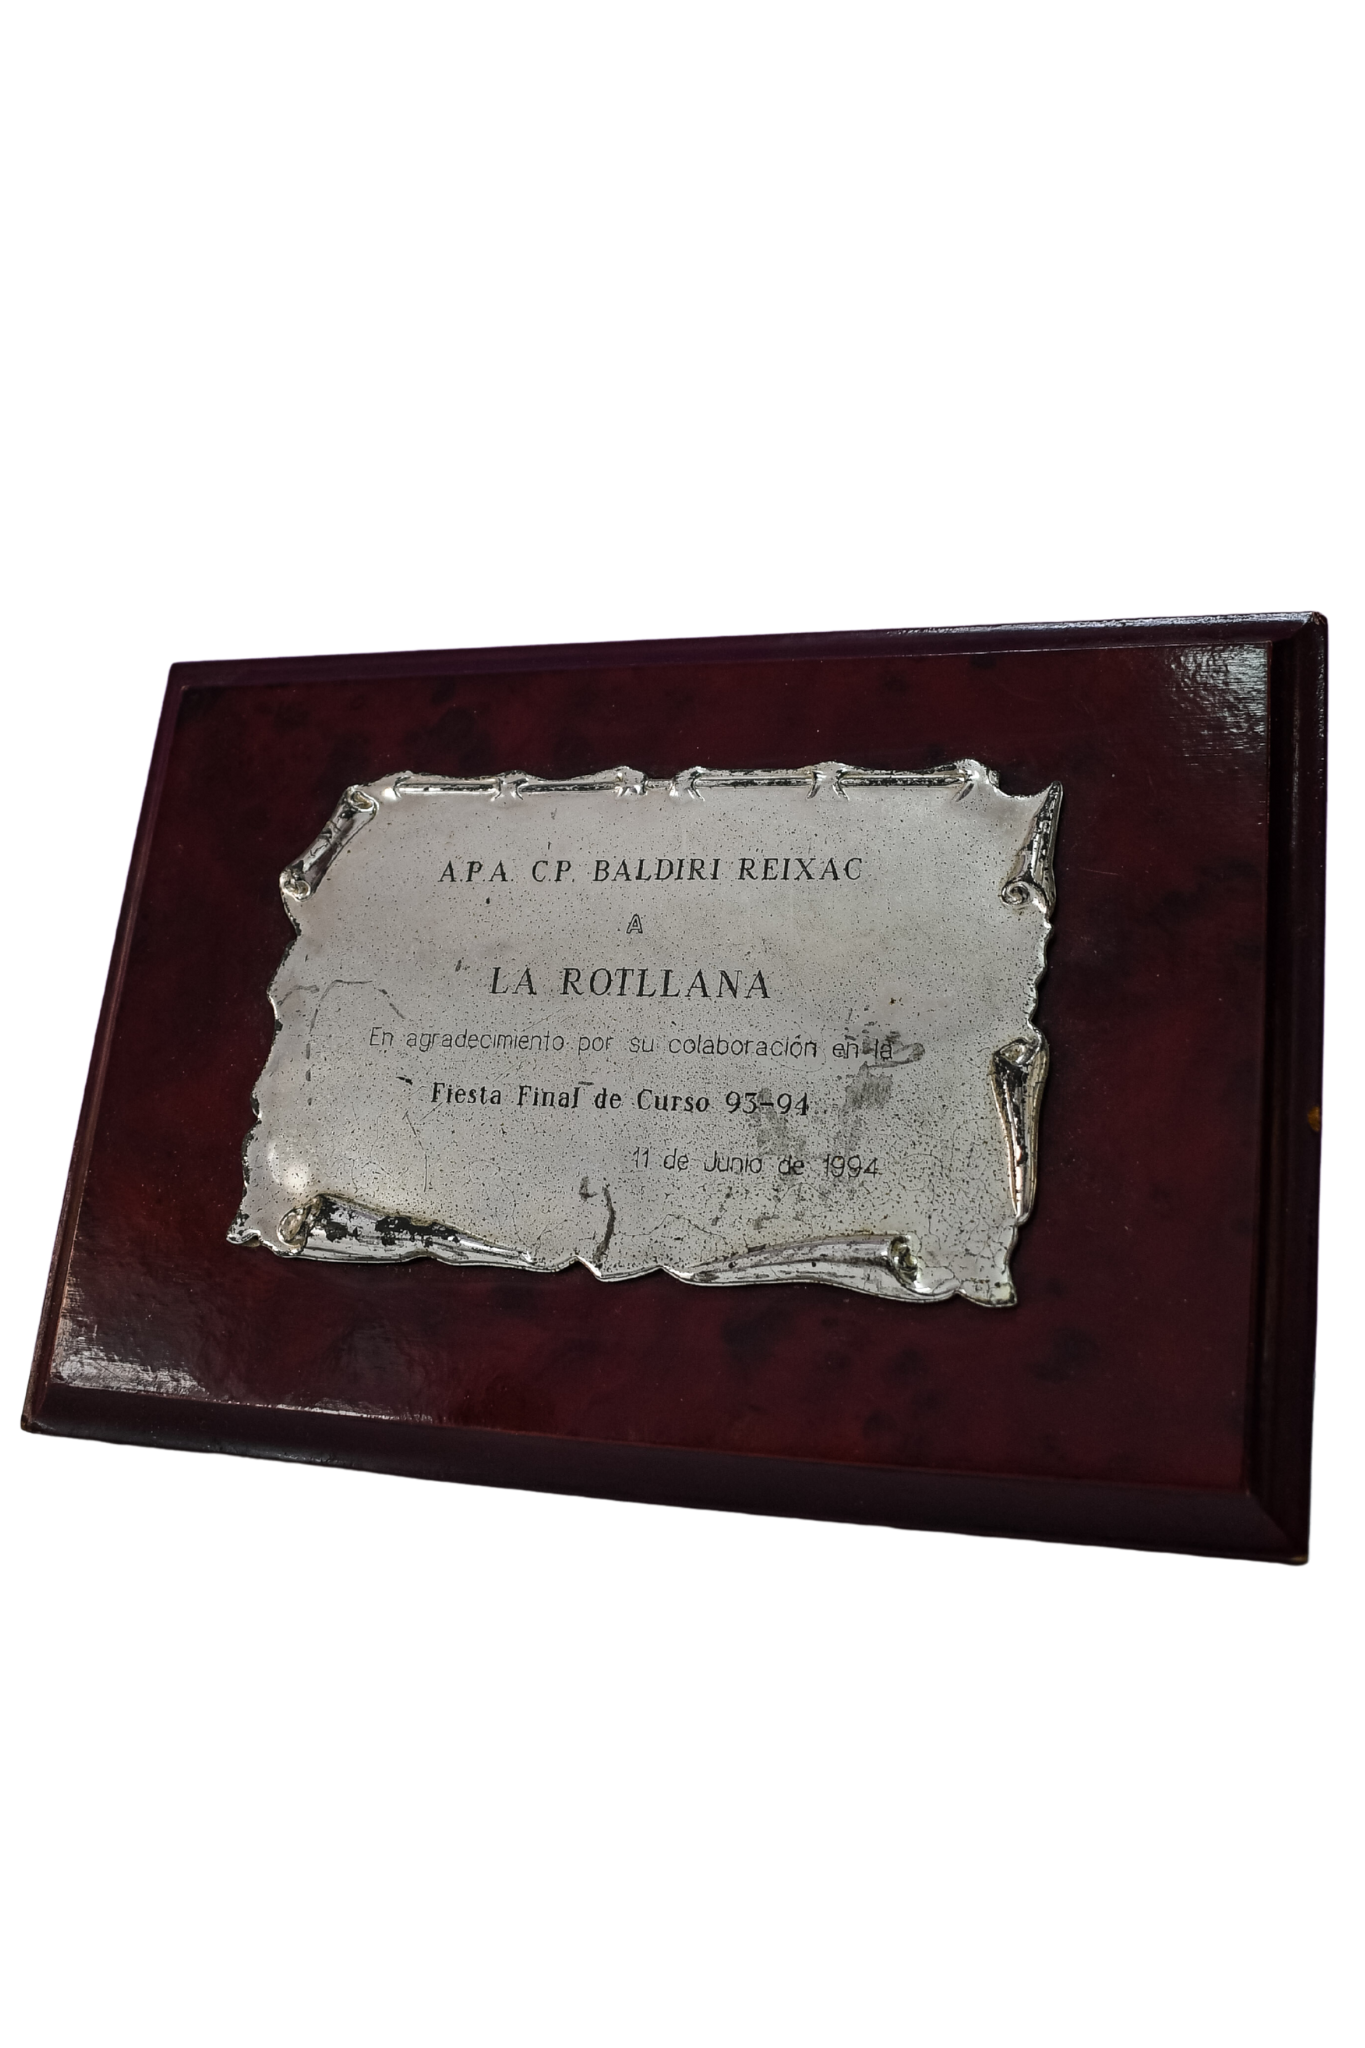 A.P.A. C.P. BALDIRI REIXAC
A
LA ROTLLANA
En agradecimiento por su colaboración en la
Fiesta Final de Curso 93-94
11 de Junio de 1994